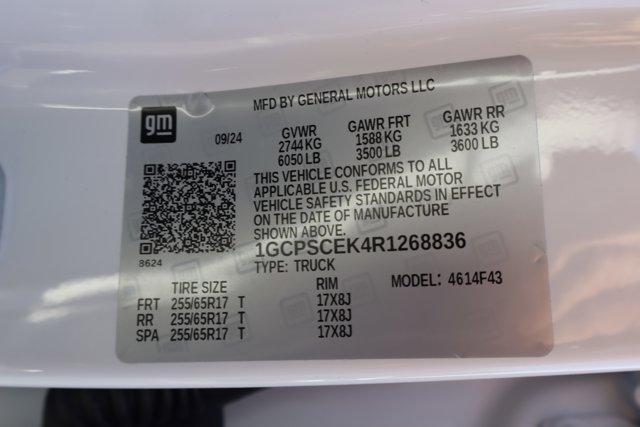 MFD BY GENERAL MOTORS LLC
gm
09/24
GVWR GAWR FRT GAWR RR
2744 KG 1588 KG 1633 KG
6050 LB 3500 LB 3600 LB
THIS VEHICLE CONFORMS TO ALL
APPLICABLE U.S. FEDERAL MOTOR
VEHICLE SAFETY STANDARDS IN EFFECT
ON THE DATE OF MANUFACTURE
SHOWN ABOVE.
8624
1GCPSCEK4R1268836
TYPE: TRUCK MODEL: 4614F43
TIRE SIZE RIM
FRT 255/65R17 T 17X8J
RR 255/65R17 T 17X8J
SPA 255/65R17 T 17X8J